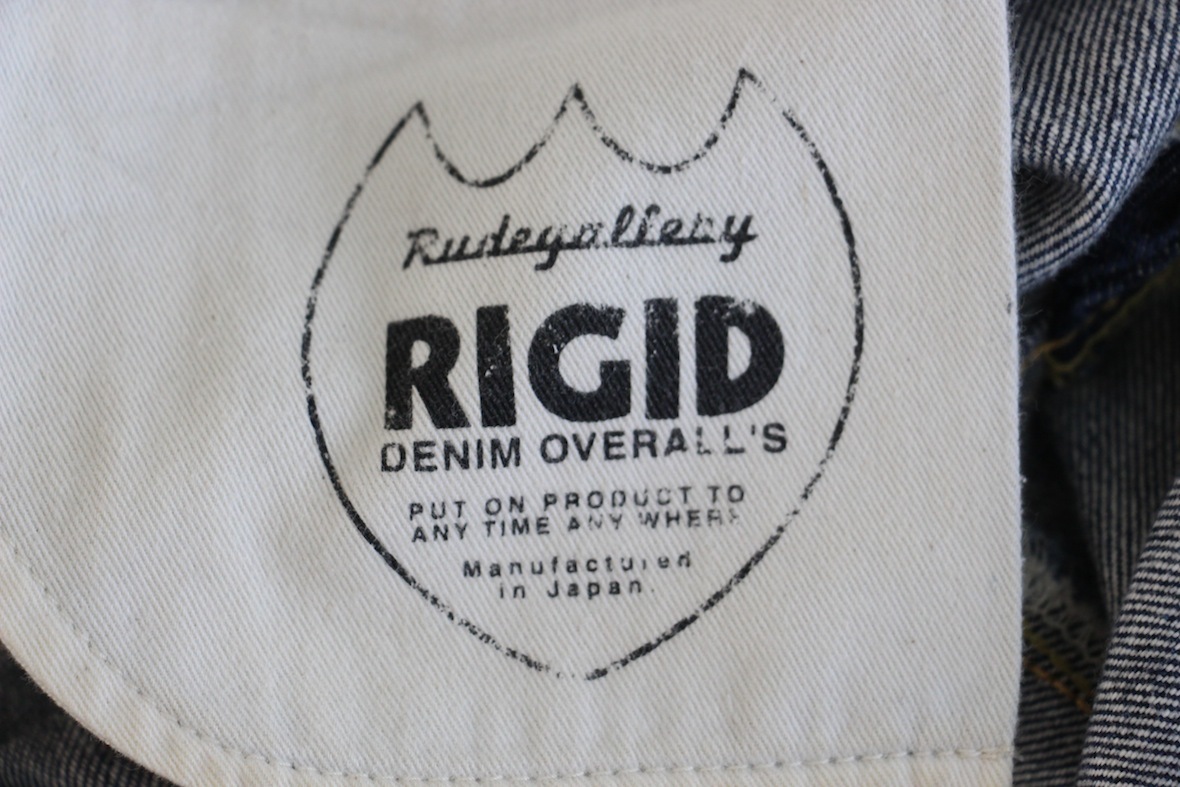 Rudegallery
RIGID
DENIM OVERALL'S
PUT ON PRODUCT TO
ANY TIME ANY WHERE
Manufactured
in Japan.